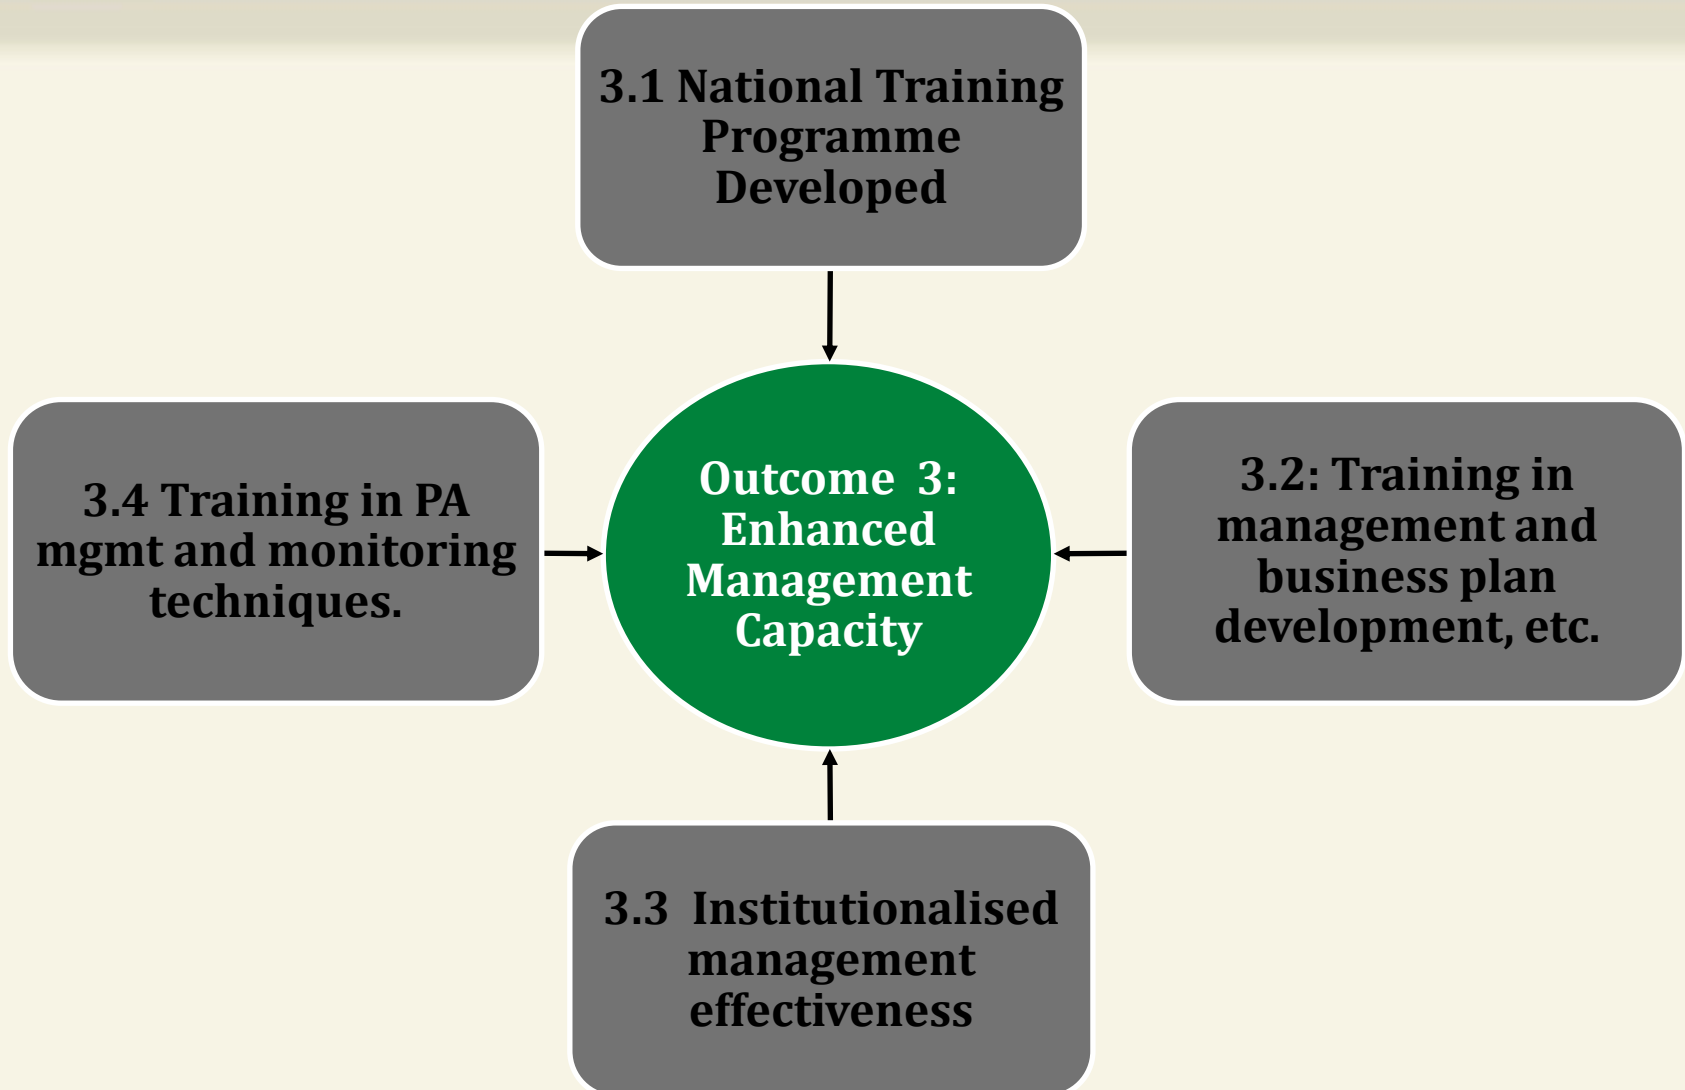 3.1 National Training
Programme
Developed
3.4 Training in PA
mgmt and monitoring
techniques.
Outcome  3:
Enhanced
Management
Capacity
3.2: Training in
management and
business plan
development, etc.
3.3  Institutionalised
management
effectiveness